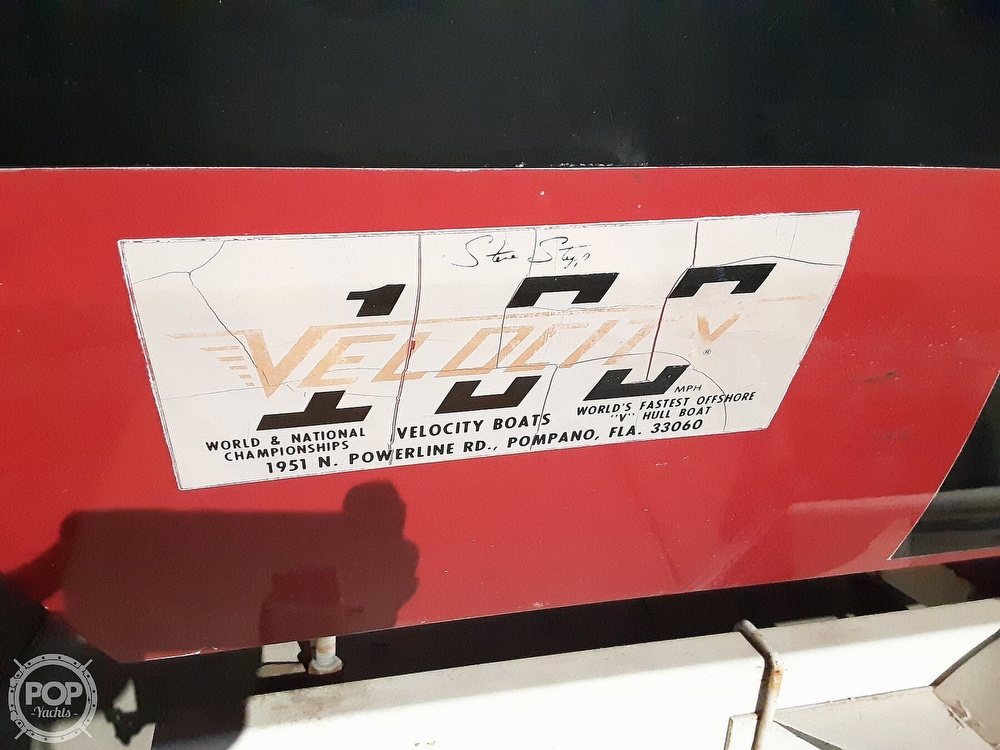 Steve
100
VELOCITY ®
MPH
WORLD & NATIONAL
CHAMPIONSHIPS
VELOCITY BOATS
WORLD'S FASTEST OFFSHORE
"V" HULL BOAT
1951 N. POWERLINE RD., POMPANO, FLA. 33060
POP
-Yachts-